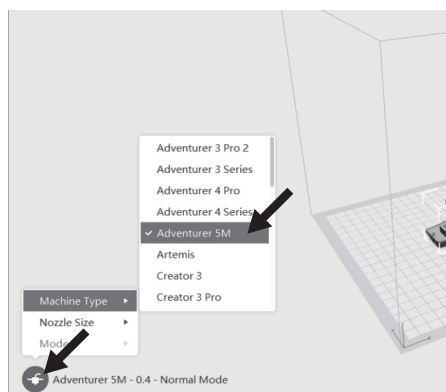 Adventurer 3 Pro 2
Adventurer 3 Series
Adventurer 4 Pro
Adventurer 4 Series
Adventurer 5M
Artemis
Creator 3
Creator 3 Pro
Machine Type
Nozzle Size
Mode
Adventurer 5M - 0.4 - Normal Mode